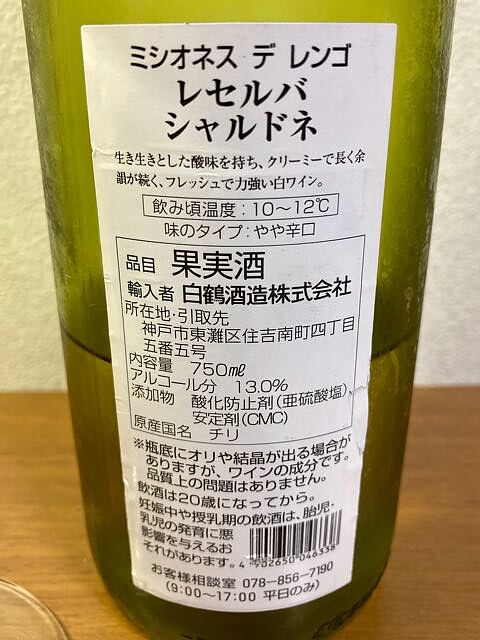 ミシオネス デ レンゴ
レセルバ
シャルドネ
生き生きとした酸味を持ち、クリーミーで長く余
韻が続く、フレッシュで力強い白ワイン。
飲み頃温度：10～12℃
味のタイプ：やや辛口
品目 果実酒
輸入者 白鶴酒造株式会社
所在地・引取先
神戸市東灘区住吉南町四丁目
五番五号
内容量 750㎖
アルコール分 13.0%
添加物 酸化防止剤（亜硫酸塩）、
安定剤（CMC）
原産国名 チリ
※瓶底にオリや結晶が出る場合が
ありますが、ワインの成分です。
品質上の問題はありません。
飲酒は20歳になってから。
妊娠中や授乳期の飲酒は、胎児・
乳児の発育に悪
影響を与えるお
それがあります。
4 982650 046338
お客様相談室 078-856-7190
（9:00～17:00 平日のみ）